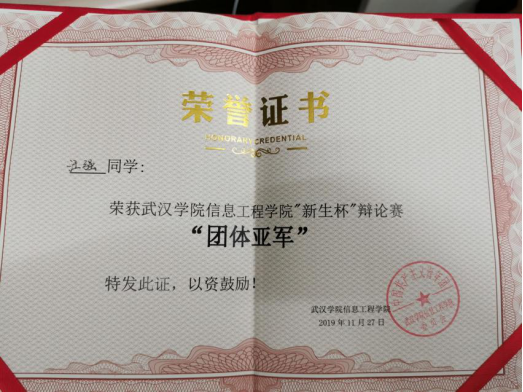 荣誉证书
HONORARY CREDENTIAL
同学:
荣获武汉学院信息工程学院"新生杯"辩论赛
“团体亚军”
特发此证，以资鼓励!
武汉学院信息工程学院
2019年11月27日